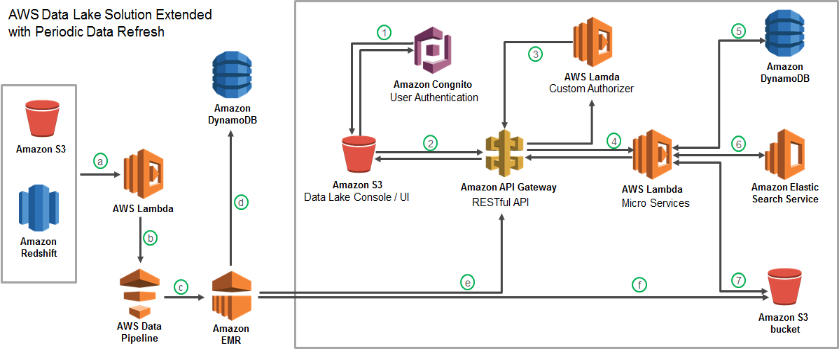 AWS Data Lake Solution Extended
with Periodic Data Refresh
Amazon S3
Amazon
Redshift
a
AWS Lambda
b
AWS Data
Pipeline
c
Amazon
EMR
d
Amazon
DynamoDB
e
f
1
Amazon Congnito
User Authentication
2
Amazon S3
Data Lake Console / UI
3
AWS Lamda
Custom Authorizer
Amazon API Gateway
RESTful API
4
AWS Lambda
Micro Services
5
Amazon
DynamoDB
6
Amazon Elastic
Search Service
7
Amazon S3
bucket